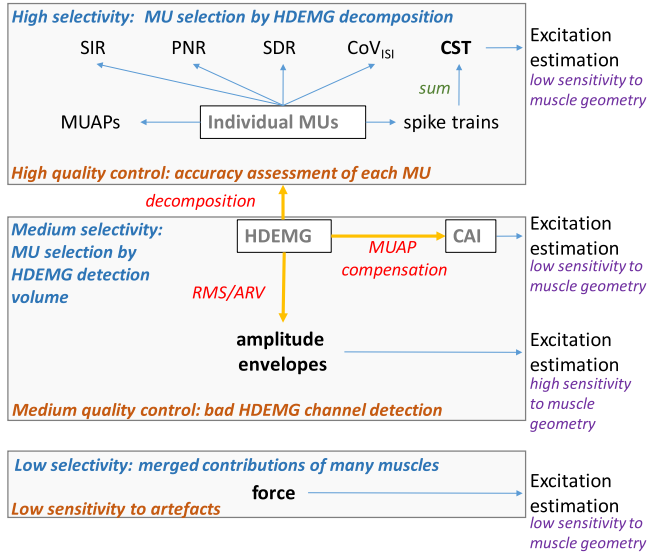 High selectivity: MU selection by HDEMG decomposition
SIR PNR SDR CoVISI CST
Excitation
estimation
low sensitivity to
muscle geometry
sum
MUAPs Individual MUs spike trains
High quality control: accuracy assessment of each MU
decomposition
Medium selectivity:
MU selection by
HDEMG detection
volume
HDEMG CAI
MUAP
compensation
Excitation
estimation
low sensitivity to
muscle geometry
RMS/ARV
amplitude
envelopes
Excitation
estimation
high sensitivity
to muscle
geometry
Medium quality control: bad HDEMG channel detection
Low selectivity: merged contributions of many muscles
force
Low sensitivity to artefacts
Excitation
estimation
low sensitivity to
muscle geometry